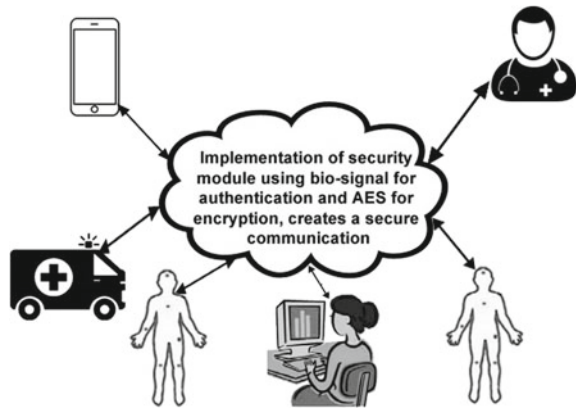 Implementation of security
module using bio-signal for
authentication and AES for
encryption, creates a secure
communication